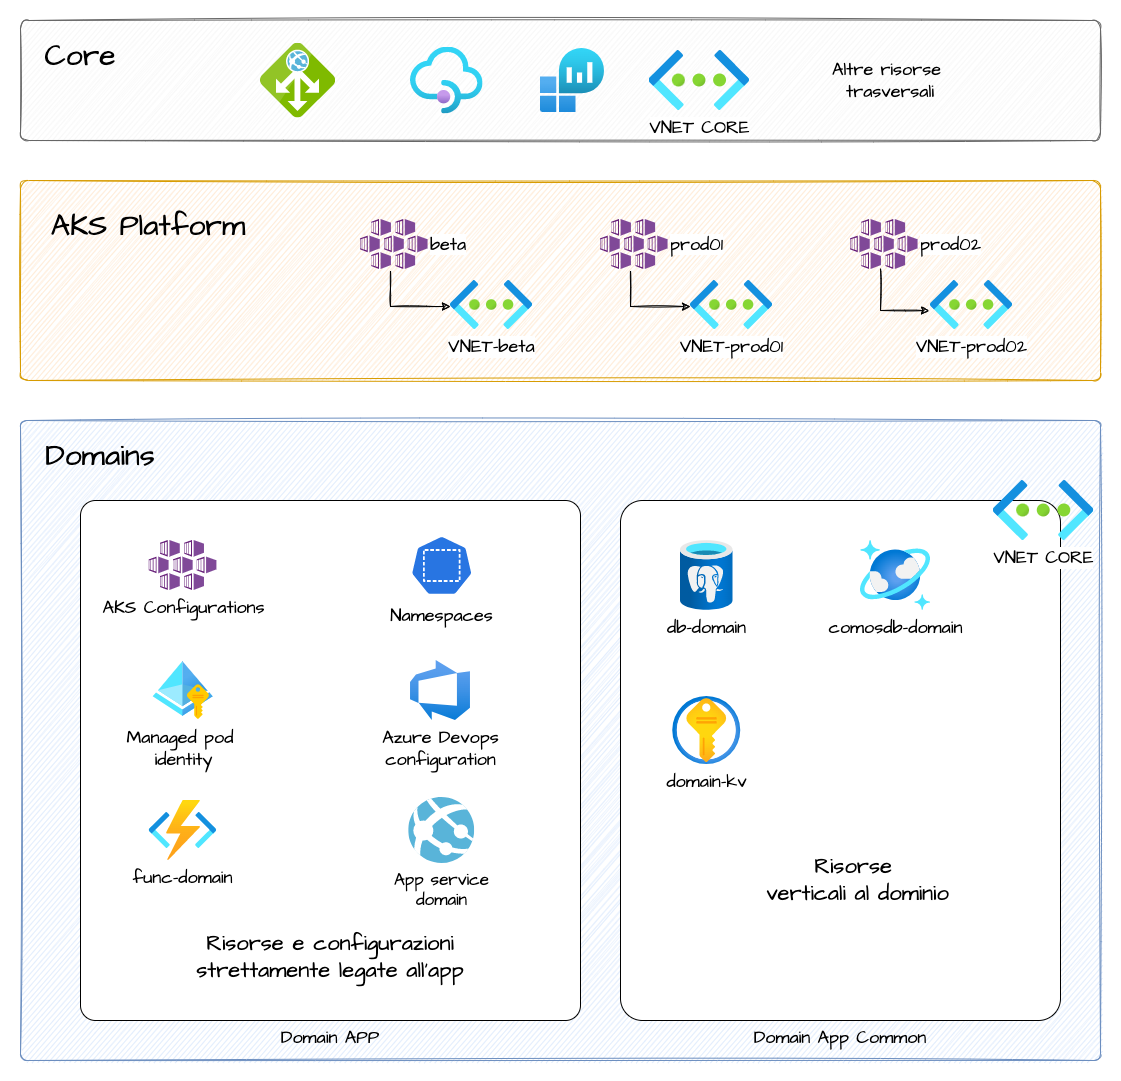 Core
Altre risorse
trasversali
VNET CORE
AKS Platform
beta
prod01
prod02
VNET-beta
VNET-prod01
VNET-prod02
Domains
VNET CORE
AKS Configurations
Namespaces
db-domain
comosdb-domain
Managed pod
identity
Azure Devops
configuration
domain-kv
func-domain
App service
domain
Risorse
verticali al dominio
Risorse e configurazioni
strettamente legate all'app
Domain APP
Domain App Common